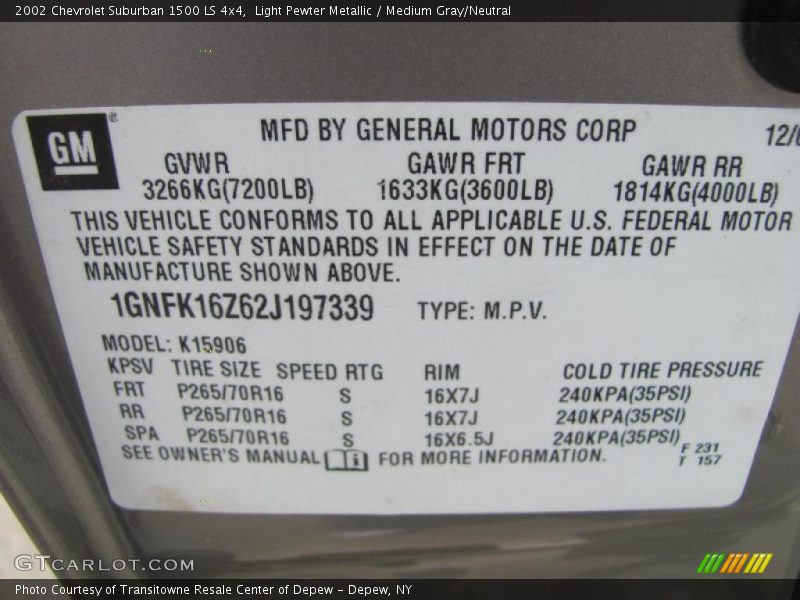 2002 Chevrolet Suburban 1500 LS 4x4,  Light Pewter Metallic / Medium Gray/Neutral
GM®
MFD BY GENERAL MOTORS CORP
GVWR GAWR FRT GAWR RR
3266KG(7200LB) 1633KG(3600LB) 1814KG(4000LB)
THIS VEHICLE CONFORMS TO ALL APPLICABLE U.S. FEDERAL MOTOR
VEHICLE SAFETY STANDARDS IN EFFECT ON THE DATE OF
MANUFACTURE SHOWN ABOVE.
1GNFK16Z62J197339 TYPE: M.P.V.
MODEL: K15906
KPSV TIRE SIZE SPEED RTG RIM COLD TIRE PRESSURE
FRT P265/70R16 S 16X7J 240KPA(35PSI)
RR P265/70R16 S 16X7J 240KPA(35PSI)
SPA P265/70R16 S 16X6.5J 240KPA(35PSI)
SEE OWNER'S MANUAL i FOR MORE INFORMATION.
F 231
T 157
GTCARLOT.COM
Photo Courtesy of Transitowne Resale Center of Depew – Depew, NY